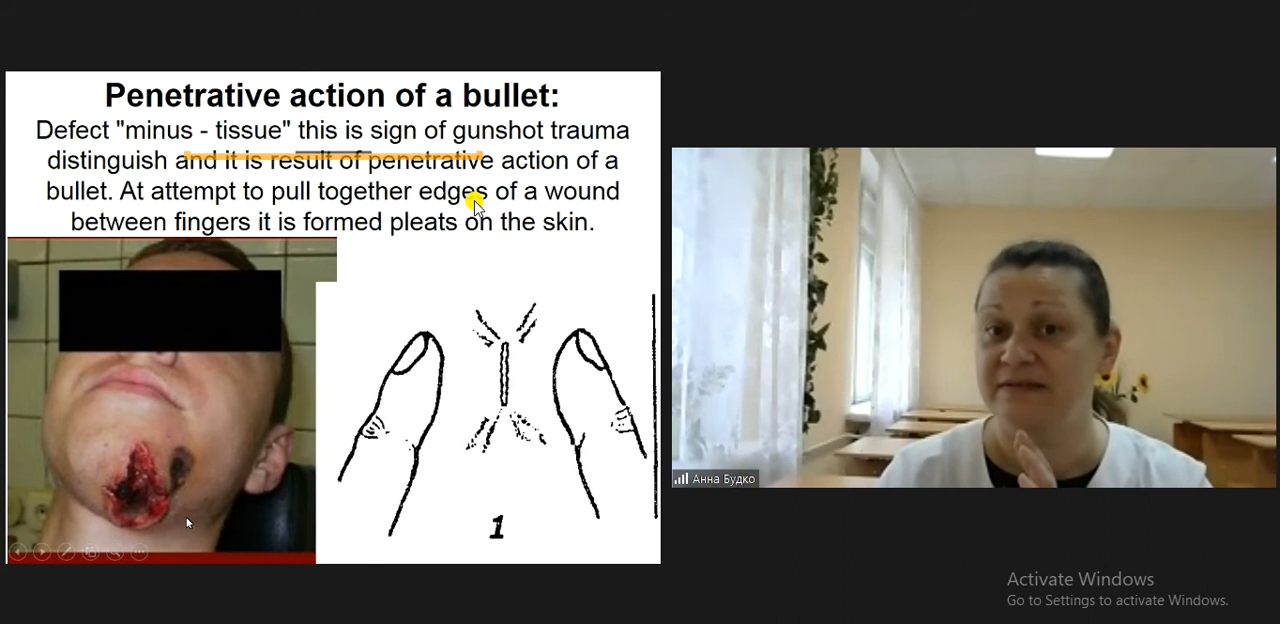 Penetrative action of a bullet:
Defect "minus - tissue" this is sign of gunshot trauma
distinguish and it is result of penetrative action of a
bullet. At attempt to pull together edges of a wound
between fingers it is formed pleats on the skin.
1
Анна Будко
Activate Windows
Go to Settings to activate Windows.